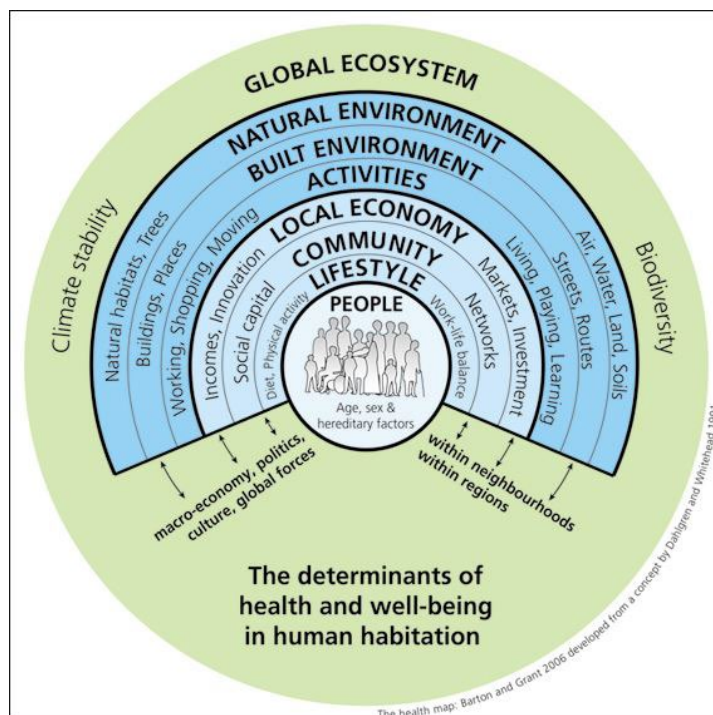 GLOBAL ECOSYSTEM
NATURAL ENVIRONMENT
BUILT ENVIRONMENT
ACTIVITIES
LOCAL ECONOMY
COMMUNITY
LIFESTYLE
PEOPLE
Age, sex &
hereditary factors
Climate stability
Natural habitats, Trees
Buildings, Places
Working, Shopping, Moving
Incomes, Innovation
Social capital
Diet, Physical activity
Work-life balance
Networks
Markets, Investment
Living, Playing, Learning
Streets, Routes
Air, Water, Land, Soils
Biodiversity
macro-economy, politics,
culture, global forces
within neighbourhoods
within regions
The determinants of
health and well-being
in human habitation
The health map: Barton and Grant 2006 developed from a concept by Dahlgren and Whitehead 1991